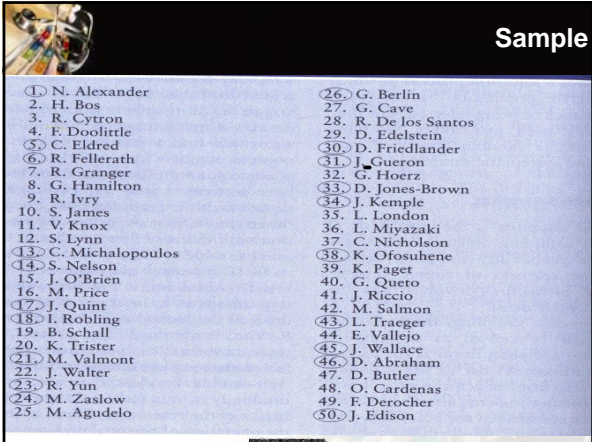 Sample
1. N. Alexander
2. H. Bos
3. R. Cytron
4. F. Doolittle
5. C. Eldred
6. R. Fellerath
7. R. Granger
8. G. Hamilton
9. R. Ivry
10. S. James
11. V. Knox
12. S. Lynn
13. C. Michalopoulos
14. S. Nelson
15. J. O'Brien
16. M. Price
17. J. Quint
18. I. Robling
19. B. Schall
20. K. Trister
21. M. Valmont
22. J. Walter
23. R. Yun
24. M. Zaslow
25. M. Agudelo
26. G. Berlin
27. G. Cave
28. R. De los Santos
29. D. Edelstein
30. D. Friedlander
31. J. Gueron
32. G. Hoerz
33. D. Jones-Brown
34. J. Kemple
35. L. London
36. L. Miyazaki
37. C. Nicholson
38. K. Ofosuhene
39. K. Paget
40. G. Queto
41. J. Riccio
42. M. Salmon
43. L. Traeger
44. E. Vallejo
45. J. Wallace
46. D. Abraham
47. D. Butler
48. O. Cardenas
49. F. Derocher
50. J. Edison